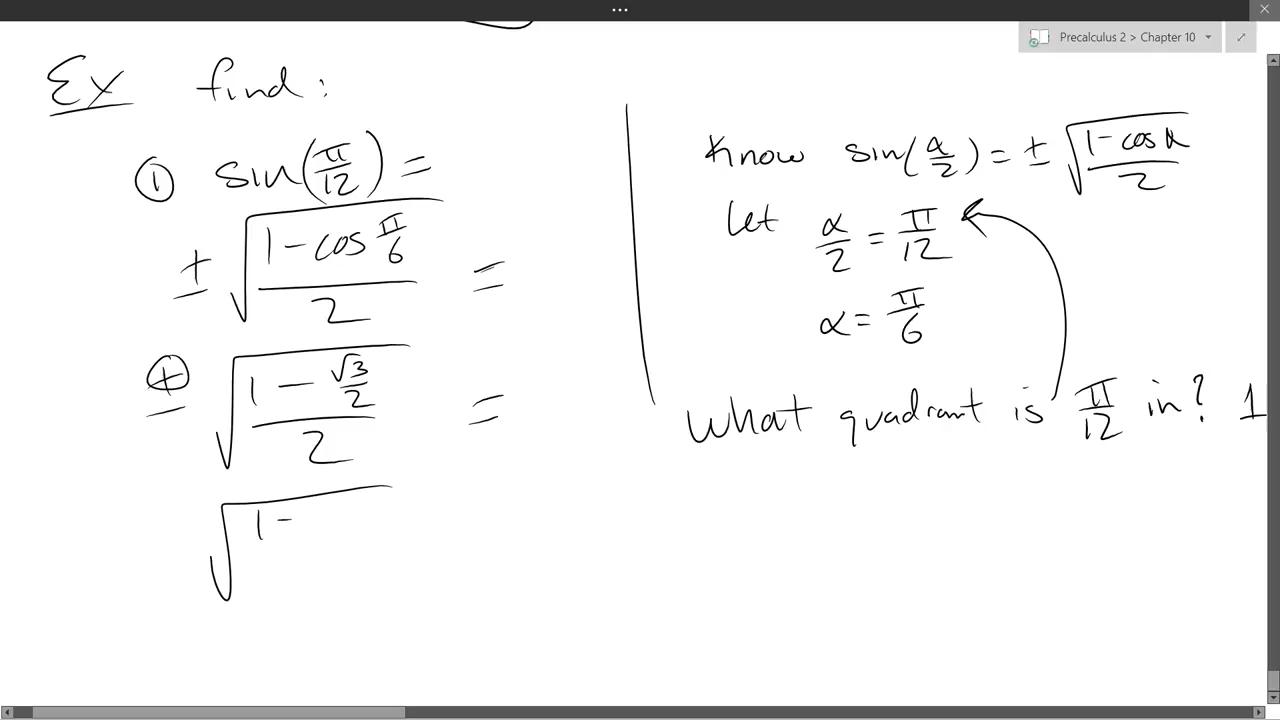 Precalculus 2 > Chapter 10
Ex find:
① sin(π/12) =
± √((1 - cos π/6)/2) =
⊕ √((1 - √3/2)/2) =
√(1 -
Know sin(α/2) = ± √((1 - cos α)/2)
Let α/2 = π/12
α = π/6
What quadrant is π/12 in? 1